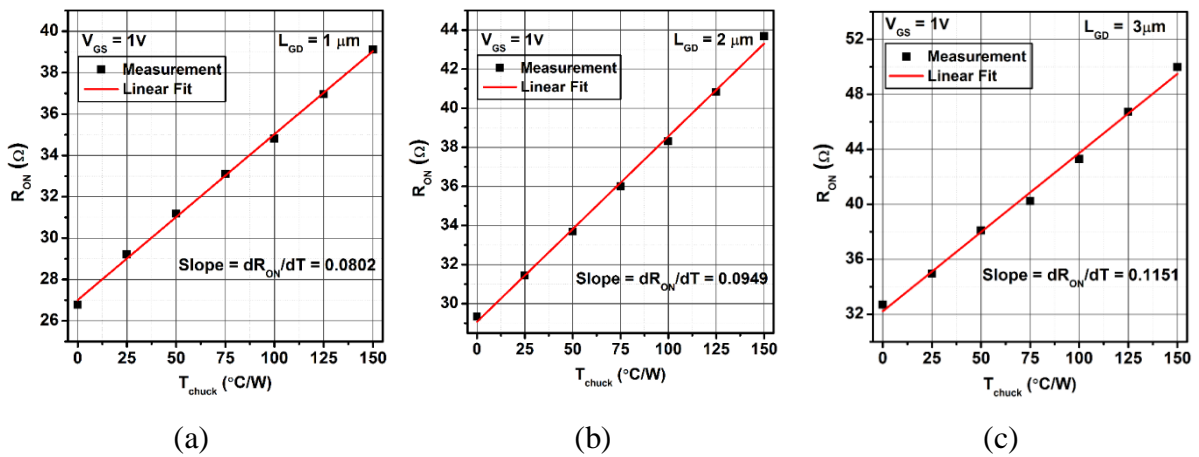 V_GS = 1V
L_GD = 1 μm
Measurement
Linear Fit
40
38
36
34
32
30
28
26
R_ON (Ω)
Slope = dR_ON/dT = 0.0802
0 25 50 75 100 125 150
T_chuck (°C/W)
(a)
V_GS = 1V
L_GD = 2 μm
Measurement
Linear Fit
44
42
40
38
36
34
32
30
R_ON (Ω)
Slope = dR_ON/dT = 0.0949
0 25 50 75 100 125 150
T_chuck (°C/W)
(b)
V_GS = 1V
L_GD = 3μm
Measurement
Linear Fit
52
48
44
40
36
32
R_ON (Ω)
Slope = dR_ON/dT = 0.1151
0 25 50 75 100 125 150
T_chuck (°C/W)
(c)